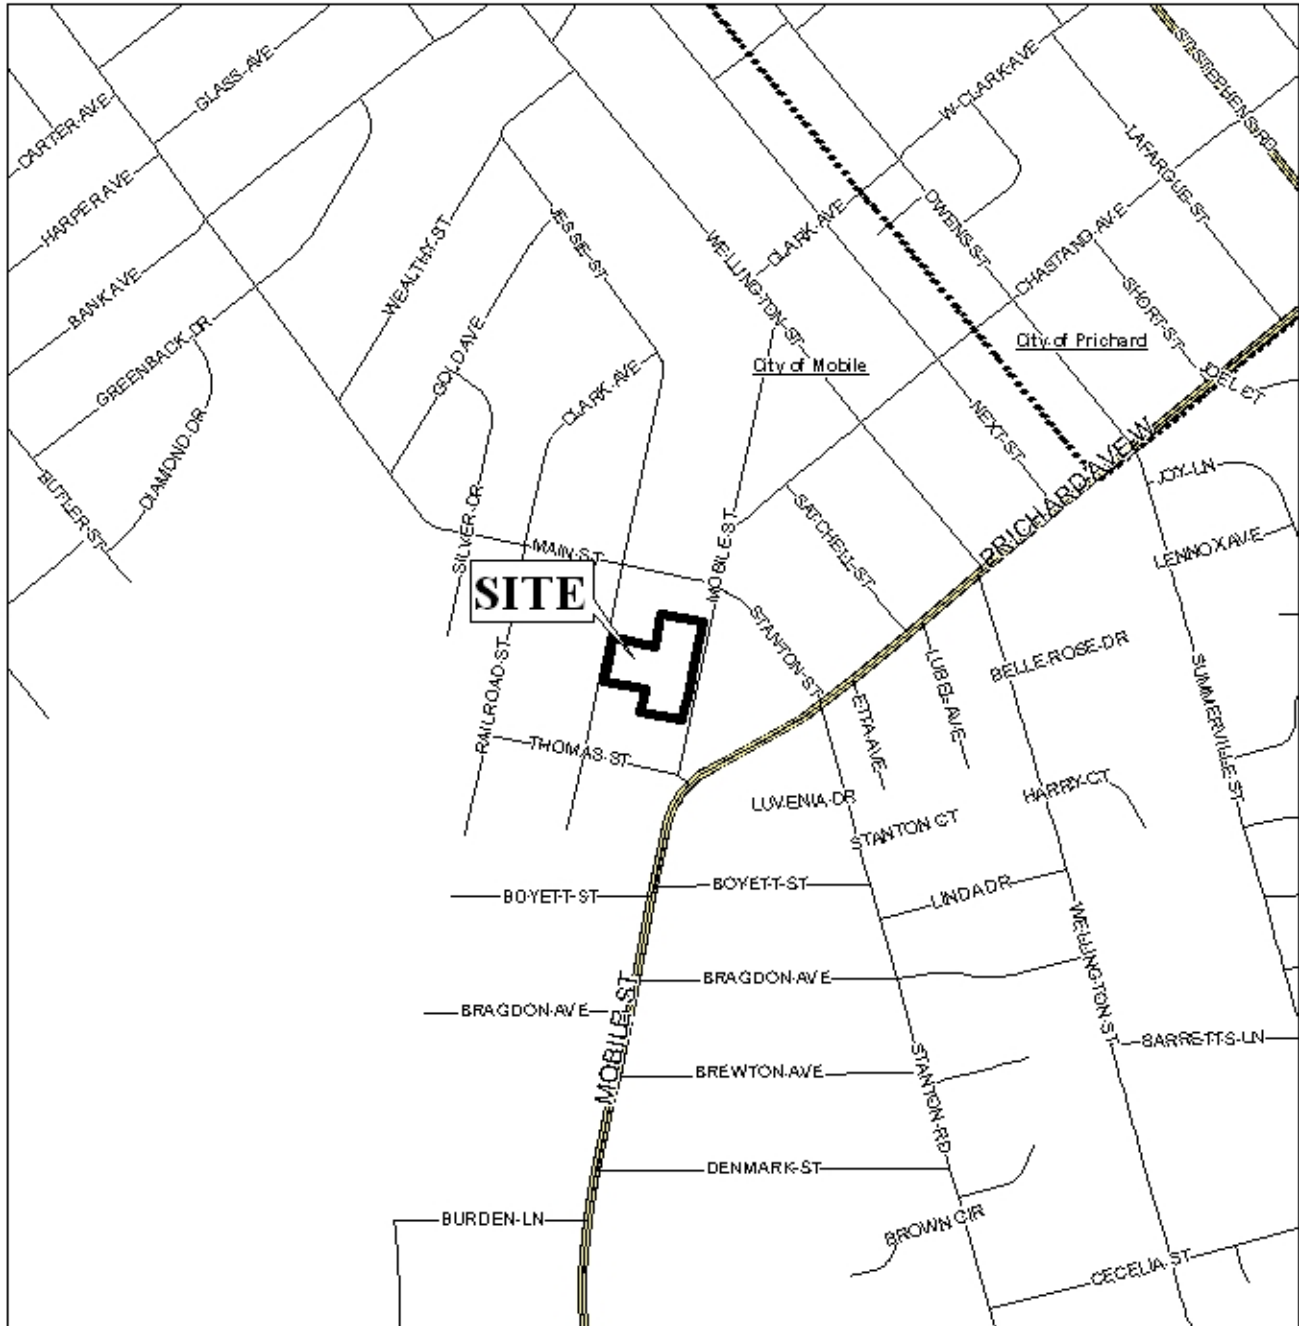 ST STEPHENS RD
GLASS AVE
W CLARK AVE
CARTER AVE
LAFARGUE ST
HARPER AVE
OWENS ST
CLARK AVE
WEALTHY ST
JESSIE ST
WELLINGTON ST
CHASTAND AVE
BANK AVE
SHORT ST
GREENBACK DR
GOLD AVE
City of Prichard
City of Mobile
JOEL CT
CLARK AVE
NEXT ST
DIAMOND DR
PRICHARD AVE W
JOY LN
BUTLER ST
SILVER DR
SATCHELL ST
MAIN ST
MOBILE ST
LENNOX AVE
SITE
STANTON ST
BELLE ROSE DR
RAILROAD ST
LUBEL AVE
SUMMERVILLE ST
ETTA AVE
THOMAS ST
LUVENIA DR
HARRY CT
STANTON CT
BOYETT ST
BOYETT ST
LINDA DR
WELLINGTON ST
BRAGDON AVE
BRAGDON AVE
MOBILE ST
BARRETTS LN
BREWTON AVE
STANTON RD
DENMARK ST
BURDEN LN
BROWN CIR
CECELIA ST